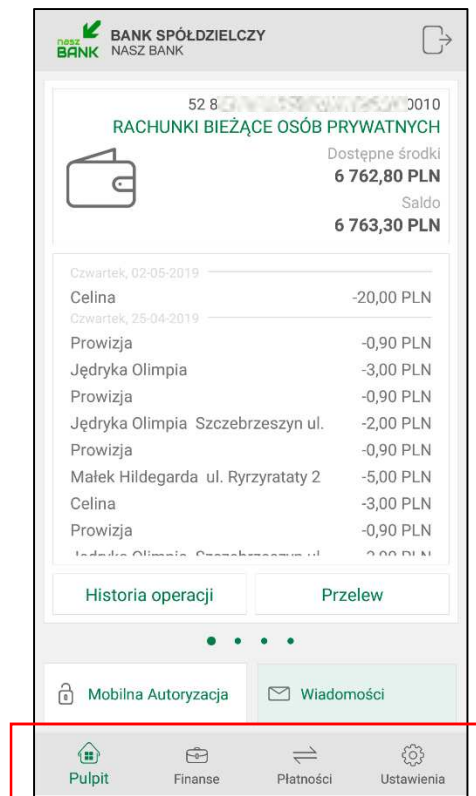 nasz BANK BANK SPÓŁDZIELCZY
NASZ BANK
52 8 0010
RACHUNKI BIEŻĄCE OSÓB PRYWATNYCH
Dostępne środki
6 762,80 PLN
Saldo
6 763,30 PLN
Czwartek, 02-05-2019
Celina -20,00 PLN
Czwartek, 25-04-2019
Prowizja -0,90 PLN
Jędryka Olimpia -3,00 PLN
Prowizja -0,90 PLN
Jędryka Olimpia Szczebrzeszyn ul. -2,00 PLN
Prowizja -0,90 PLN
Małek Hildegarda ul. Ryrzyrataty 2 -5,00 PLN
Celina -3,00 PLN
Prowizja -0,90 PLN
Historia operacji Przelew
Mobilna Autoryzacja Wiadomości
Pulpit Finanse Płatności Ustawienia